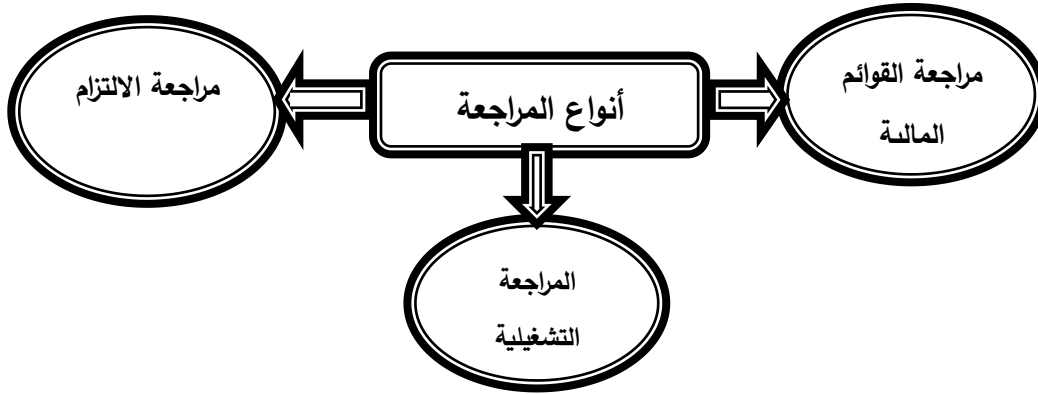 أنواع المراجعة
مراجعة القوائم
المالية
مراجعة الالتزام
المراجعة
التشغيلية